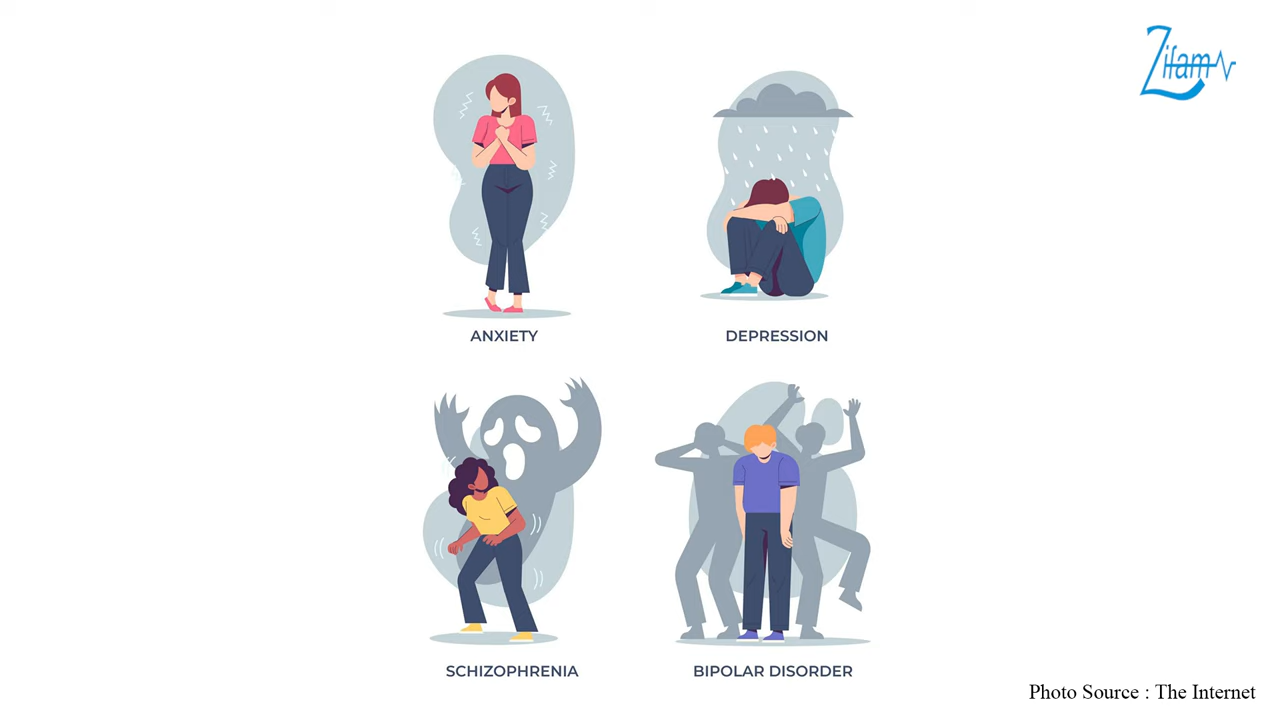 Zifam
ANXIETY
DEPRESSION
SCHIZOPHRENIA
BIPOLAR DISORDER
Photo Source : The Internet